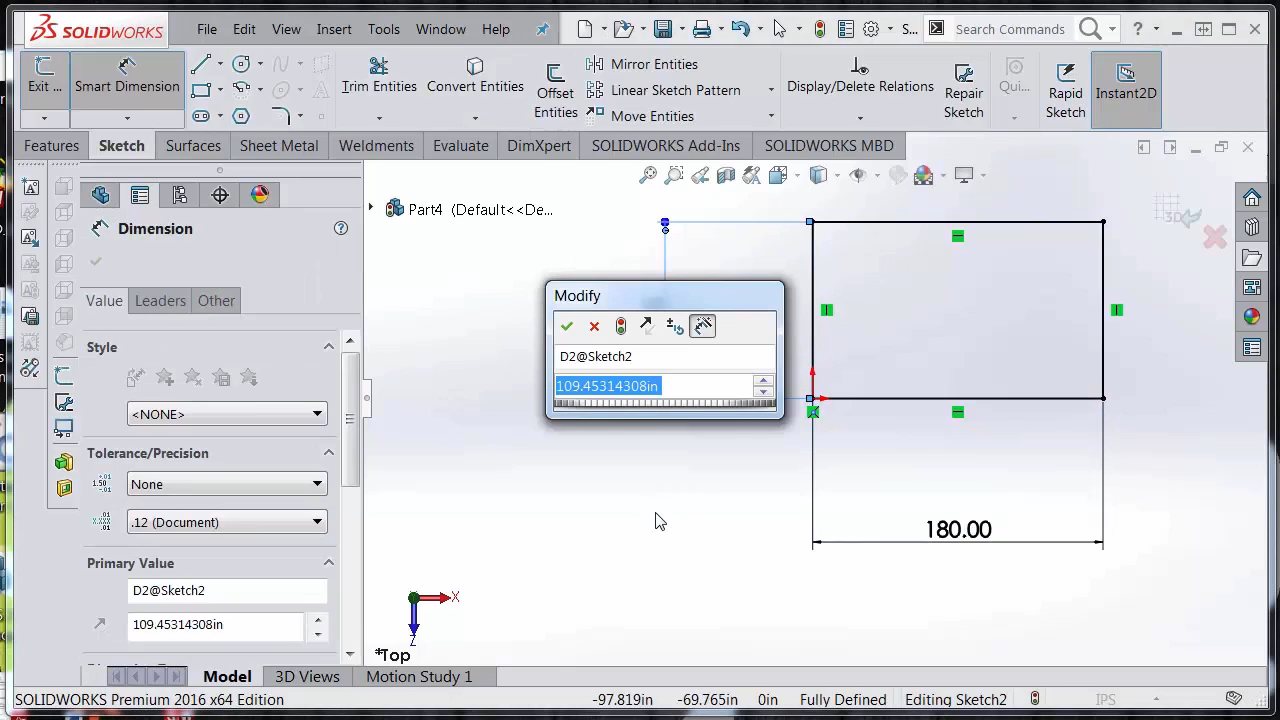 SOLIDWORKS File Edit View Insert Tools Window Help S... Search Commands ?
Exit ... Smart Dimension Trim Entities Convert Entities Offset Entities Mirror Entities Linear Sketch Pattern Move Entities Display/Delete Relations Repair Sketch Qui... Rapid Sketch Instant2D
Features Sketch Surfaces Sheet Metal Weldments Evaluate DimXpert SOLIDWORKS Add-Ins SOLIDWORKS MBD
Part4 (Default<<De...
Dimension
Value Leaders Other
Style
<NONE>
Tolerance/Precision
None
.12 (Document)
Primary Value
D2@Sketch2
109.45314308in
Modify
D2@Sketch2
109.45314308in
180.00
X
Z
*Top
Model 3D Views Motion Study 1
SOLIDWORKS Premium 2016 x64 Edition -97.819in -69.765in 0in Fully Defined Editing Sketch2 IPS